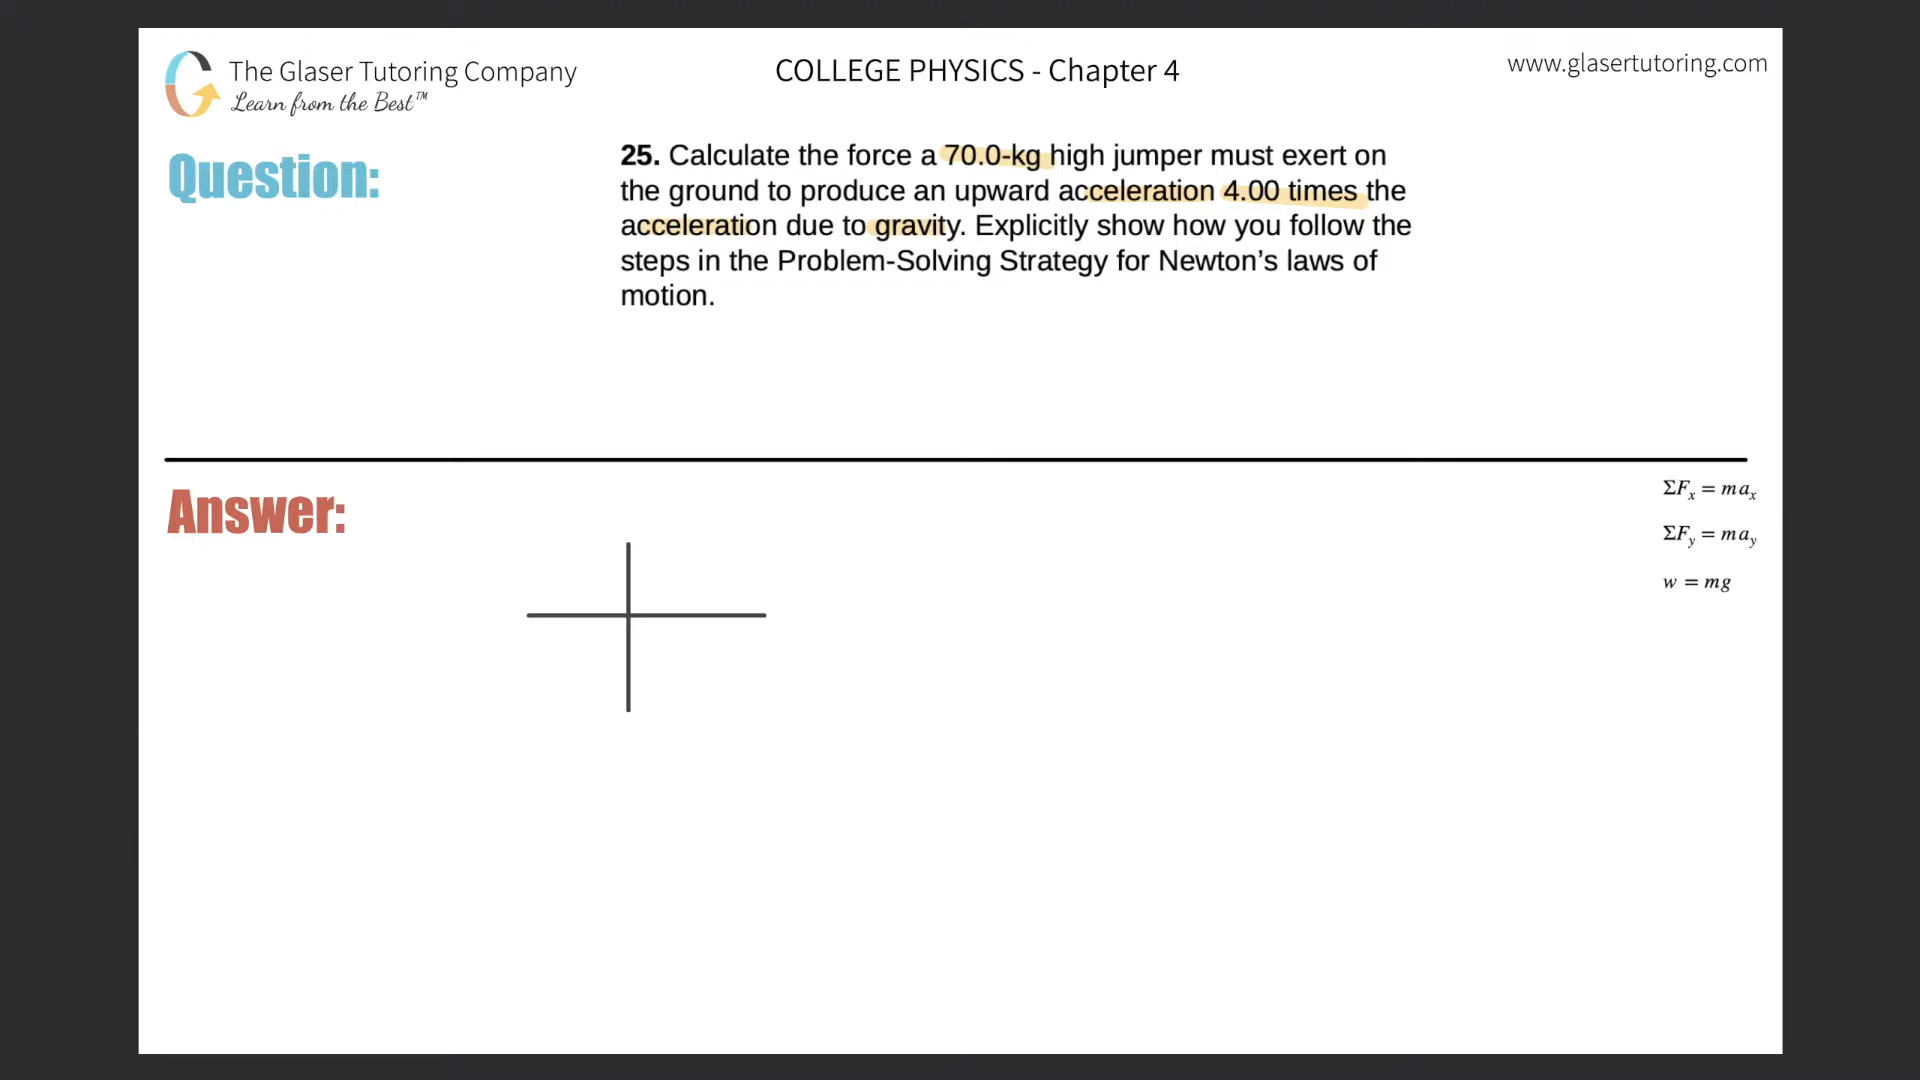 The Glaser Tutoring Company
Learn from the Best™
COLLEGE PHYSICS - Chapter 4
www.glasertutoring.com
Question:
25. Calculate the force a 70.0-kg high jumper must exert on
the ground to produce an upward acceleration 4.00 times the
acceleration due to gravity. Explicitly show how you follow the
steps in the Problem-Solving Strategy for Newton’s laws of
motion.
Answer:
ΣFₓ = maₓ
ΣF_y = ma_y
w = mg